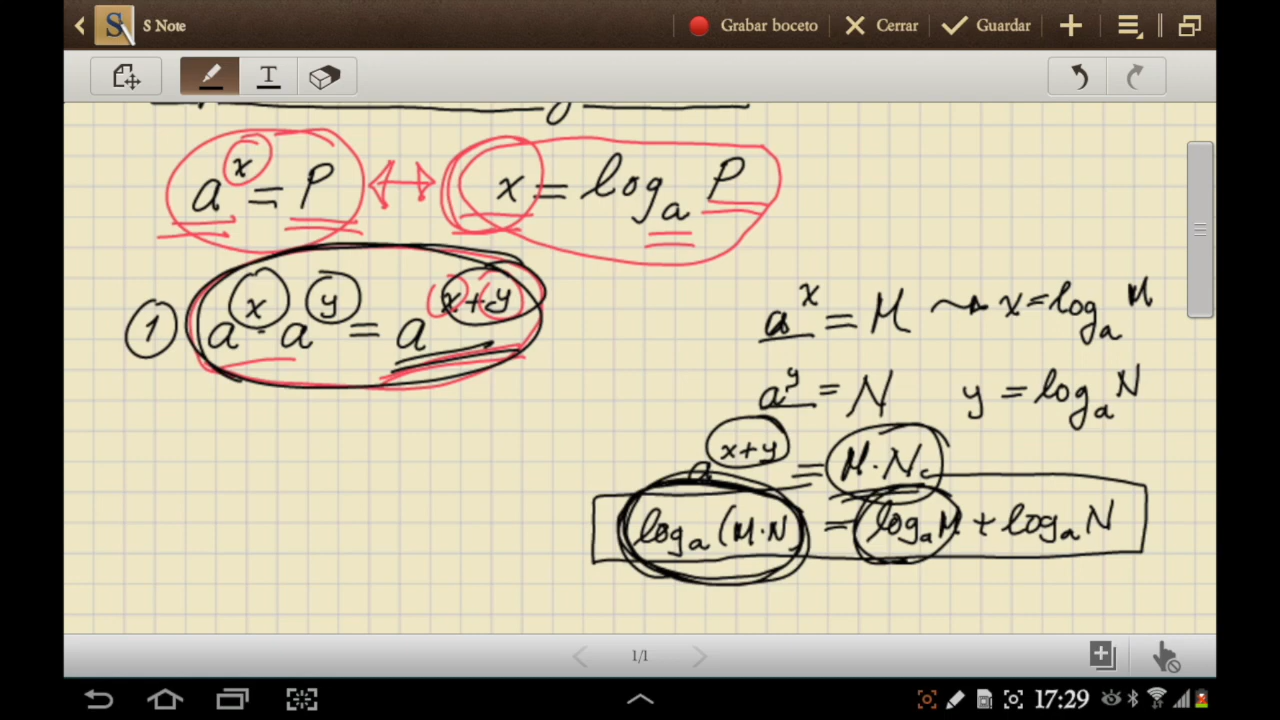 S Note Grabar boceto Cerrar Guardar
T
a^x = P ↔ x = log_a P
① a^x · a^y = a^(x+y)
a^x = M ⇝ x = log_a M
a^y = N y = log_a N
a^(x+y) = M·N
log_a (M·N) = log_a M + log_a N
1/1
17:29